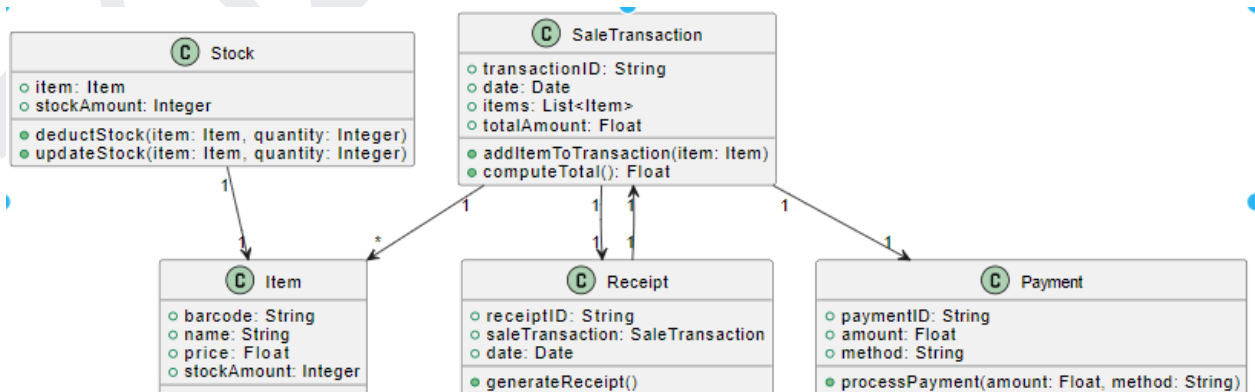 C Stock
item: Item
stockAmount: Integer
deductStock(item: Item, quantity: Integer)
updateStock(item: Item, quantity: Integer)
C SaleTransaction
transactionID: String
date: Date
items: List<Item>
totalAmount: Float
addItemToTransaction(item: Item)
computeTotal(): Float
1
1
1
*
1
1
1
1
1
1
C Item
barcode: String
name: String
price: Float
stockAmount: Integer
C Receipt
receiptID: String
saleTransaction: SaleTransaction
date: Date
generateReceipt()
C Payment
paymentID: String
amount: Float
method: String
processPayment(amount: Float, method: String)